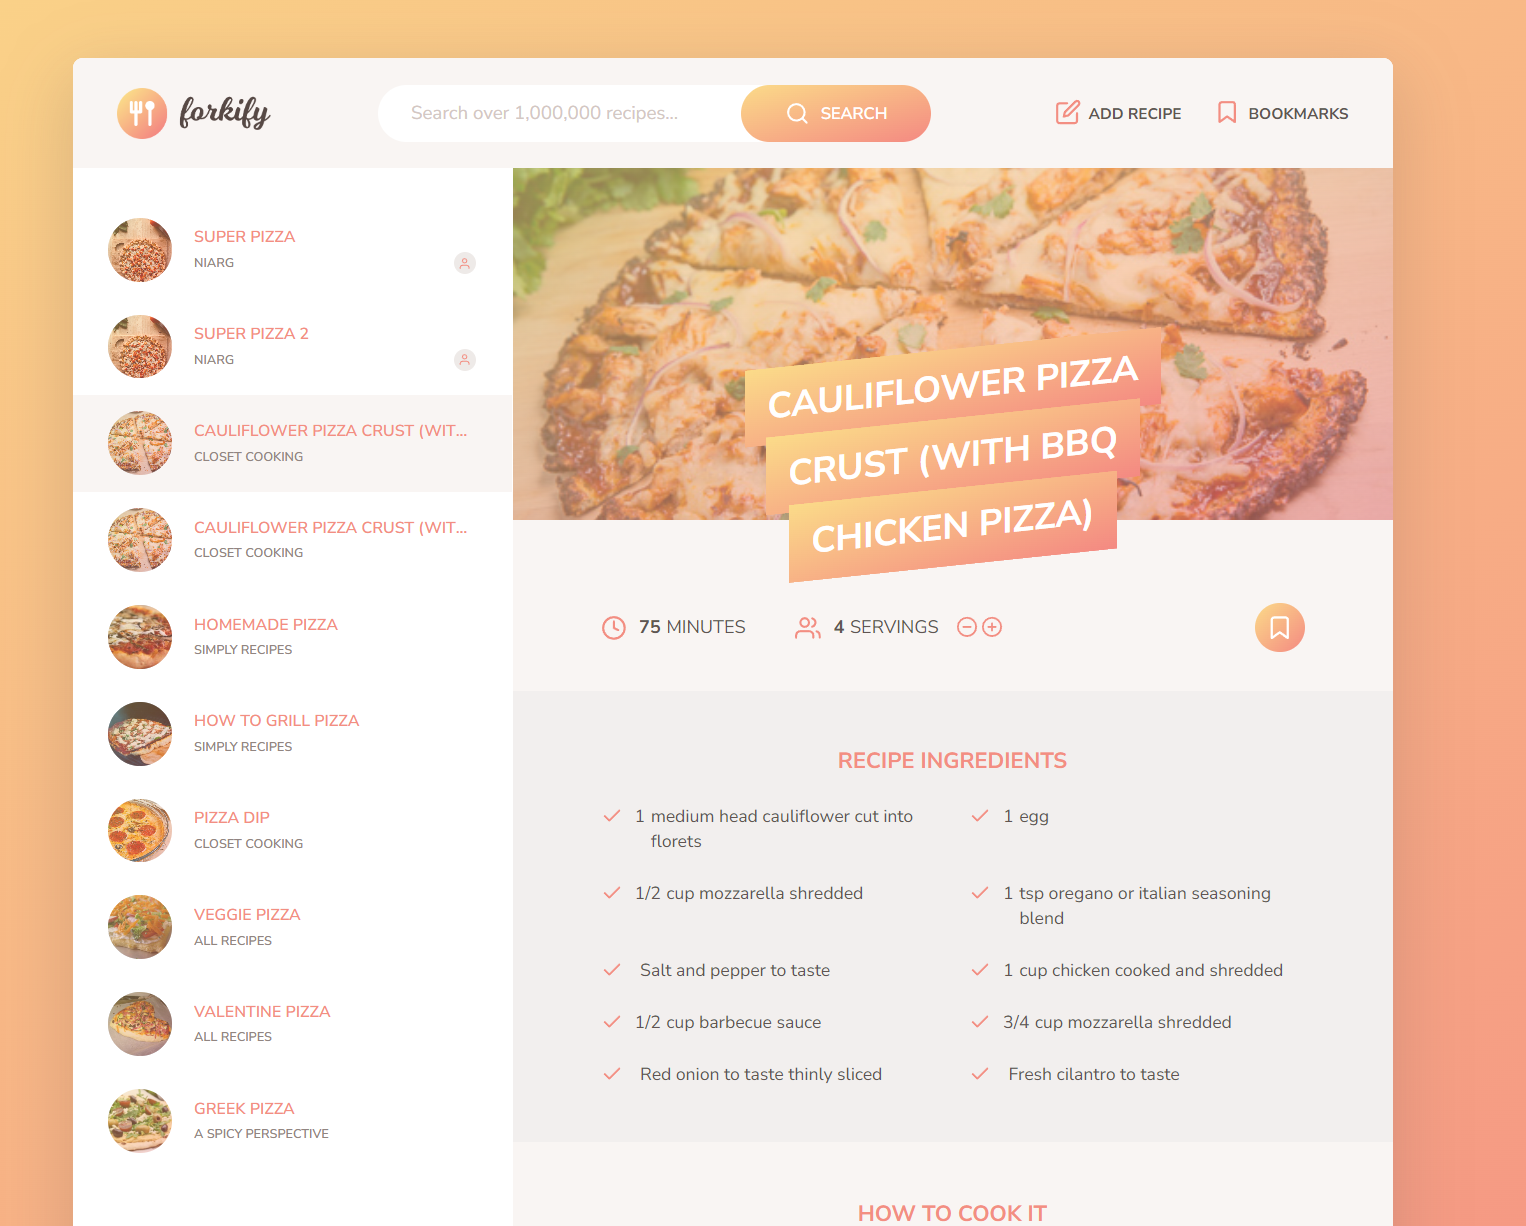 forkify
Search over 1,000,000 recipes...
SEARCH
ADD RECIPE
BOOKMARKS
SUPER PIZZA
NIARG
SUPER PIZZA 2
NIARG
CAULIFLOWER PIZZA CRUST (WIT...
CLOSET COOKING
CAULIFLOWER PIZZA CRUST (WIT...
CLOSET COOKING
HOMEMADE PIZZA
SIMPLY RECIPES
HOW TO GRILL PIZZA
SIMPLY RECIPES
PIZZA DIP
CLOSET COOKING
VEGGIE PIZZA
ALL RECIPES
VALENTINE PIZZA
ALL RECIPES
GREEK PIZZA
A SPICY PERSPECTIVE
CAULIFLOWER PIZZA
CRUST (WITH BBQ
CHICKEN PIZZA)
75 MINUTES
4 SERVINGS
RECIPE INGREDIENTS
1 medium head cauliflower cut into
florets
1 egg
1/2 cup mozzarella shredded
1 tsp oregano or italian seasoning
blend
Salt and pepper to taste
1 cup chicken cooked and shredded
1/2 cup barbecue sauce
3/4 cup mozzarella shredded
Red onion to taste thinly sliced
Fresh cilantro to taste
HOW TO COOK IT